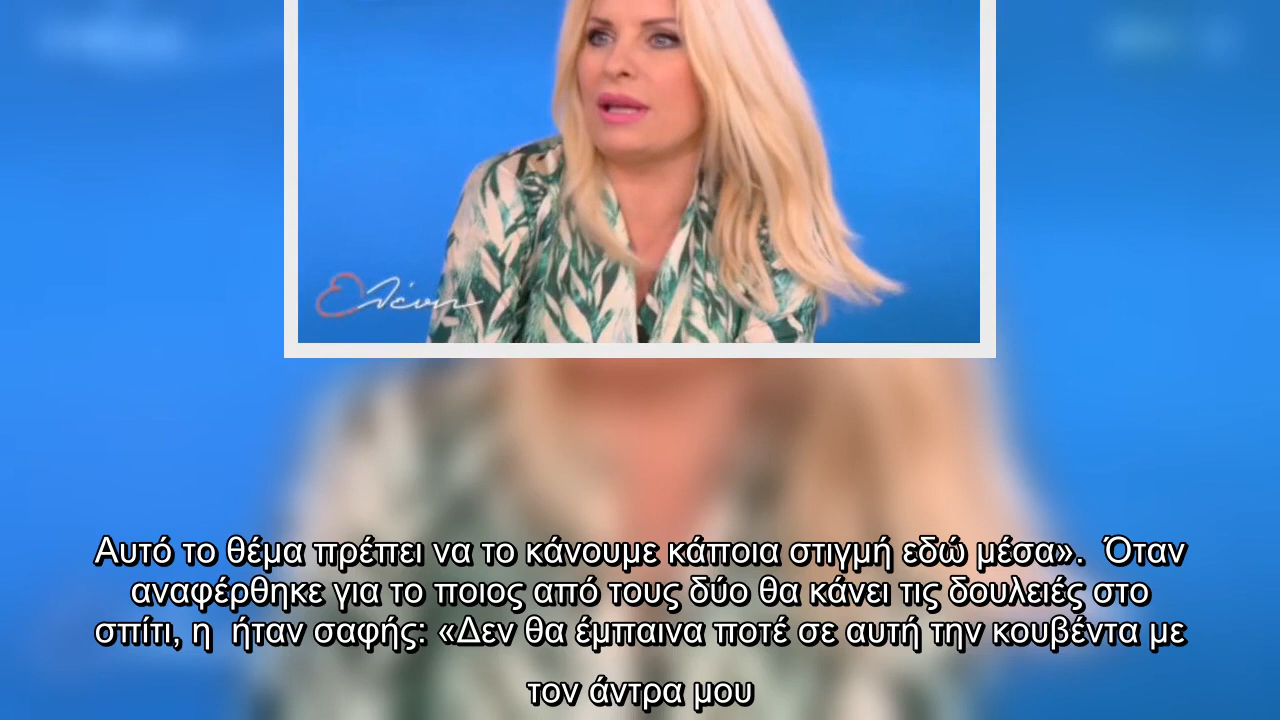 Ελένη
Αυτό το θέμα πρέπει να το κάνουμε κάποια στιγμή εδώ μέσα». Όταν
αναφέρθηκε για το ποιος από τους δύο θα κάνει τις δουλειές στο
σπίτι, η ήταν σαφής: «Δεν θα έμπαινα ποτέ σε αυτή την κουβέντα με
τον άντρα μου